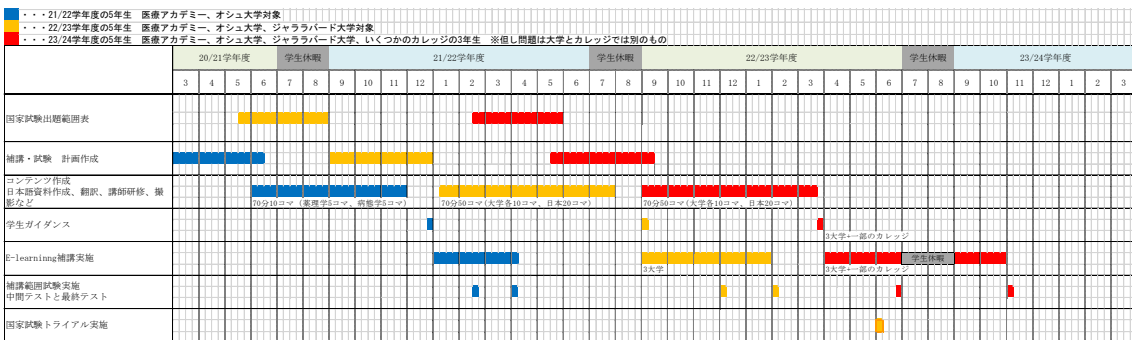 ・・・21/22学年度の5年生　医療アカデミー、オシュ大学対象
・・・22/23学年度の5年生　医療アカデミー、オシュ大学、ジャララバード大学対象
・・・23/24学年度の5年生　医療アカデミー、オシュ大学、ジャララバード大学、いくつかのカレッジの3年生　※但し問題は大学とカレッジでは別のもの
20/21学年度 学生休暇 21/22学年度 学生休暇 22/23学年度 学生休暇 23/24学年度
3 4 5 6 7 8 9 10 11 12 1 2 3 4 5 6 7 8 9 10 11 12 1 2 3 4 5 6 7 8 9 10 11 12 1 2 3
国家試験出題範囲表
補講・試験　計画作成
コンテンツ作成
日本語資料作成、翻訳、講師研修、撮
影など
70分10コマ（薬理学5コマ、病態学5コマ） 70分50コマ(大学各10コマ、日本20コマ) 70分50コマ(大学各10コマ、日本20コマ)
学生ガイダンス
3大学+一部のカレッジ
E-learninng補講実施
学生休暇
3大学 3大学+一部のカレッジ
補講範囲試験実施
中間テストと最終テスト
国家試験トライアル実施